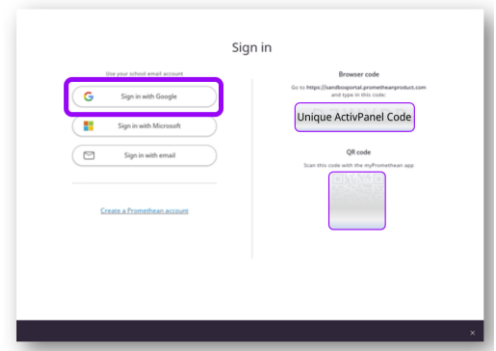 Sign in
Use your school email account
Sign in with Google
Sign in with Microsoft
Sign in with email
Create a Promethean account
Browser code
Go to https://sandboxportal.prometheanproduct.com
and type in this code:
Unique ActivPanel Code
QR code
Scan this code with the myPromethean app